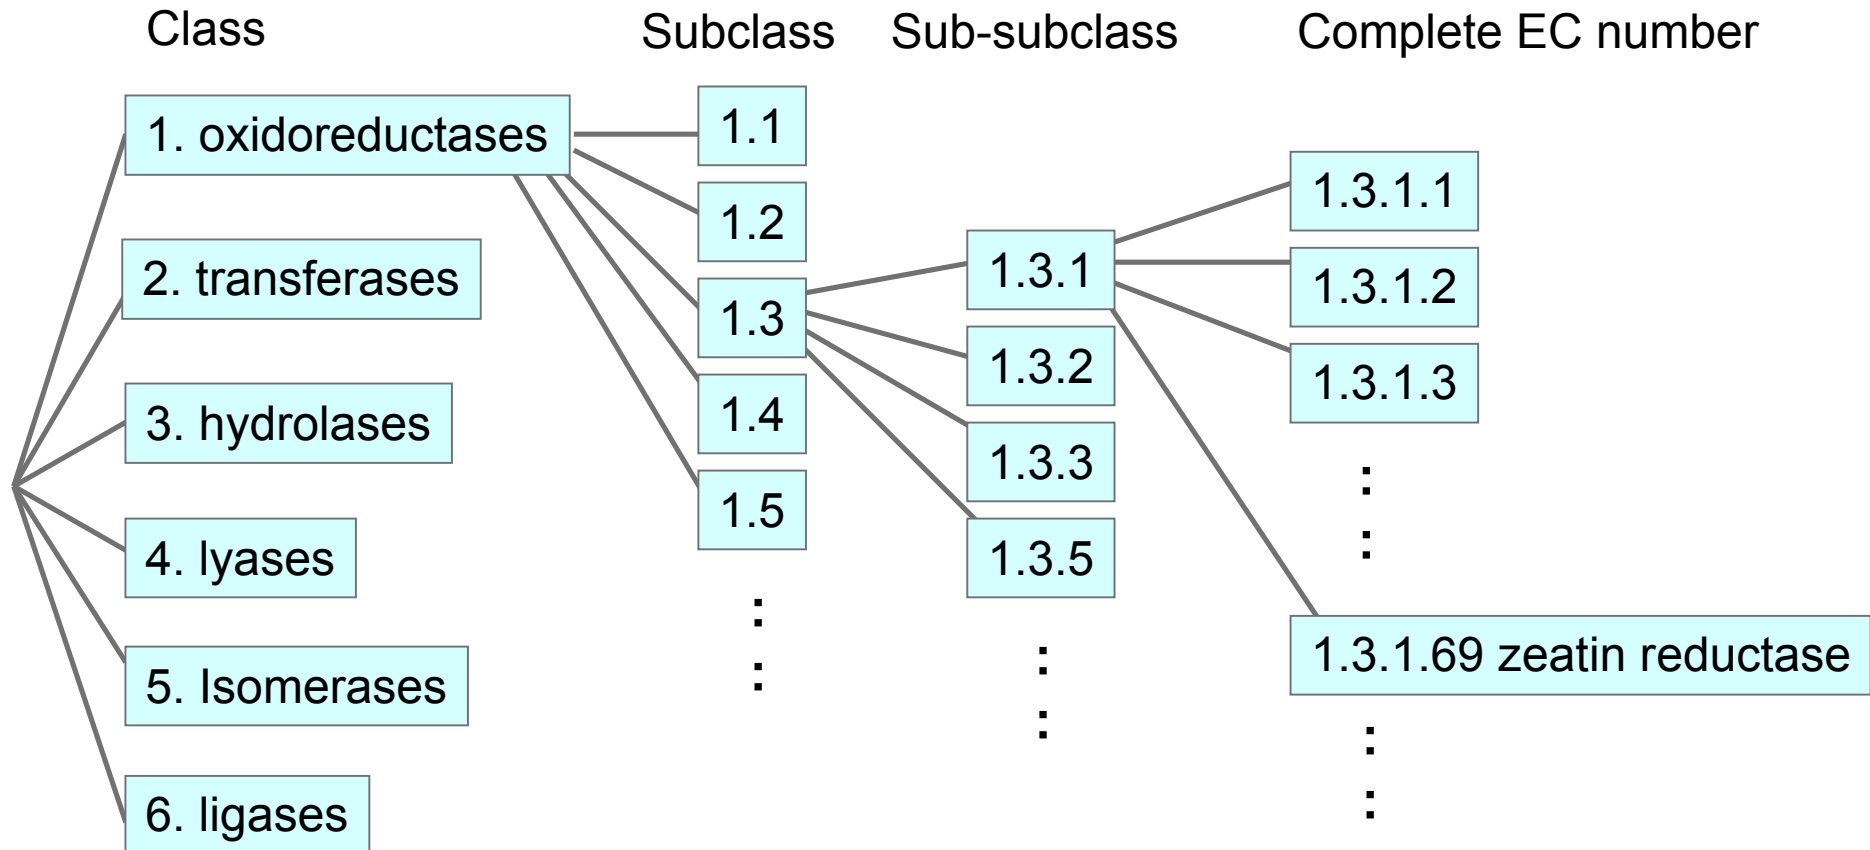 Class
Subclass
Sub-subclass
Complete EC number
1. oxidoreductases
2. transferases
3. hydrolases
4. lyases
5. Isomerases
6. ligases
1.1
1.2
1.3
1.4
1.5
:
:
1.3.1
1.3.2
1.3.3
1.3.5
:
:
1.3.1.1
1.3.1.2
1.3.1.3
:
:
1.3.1.69 zeatin reductase
:
: